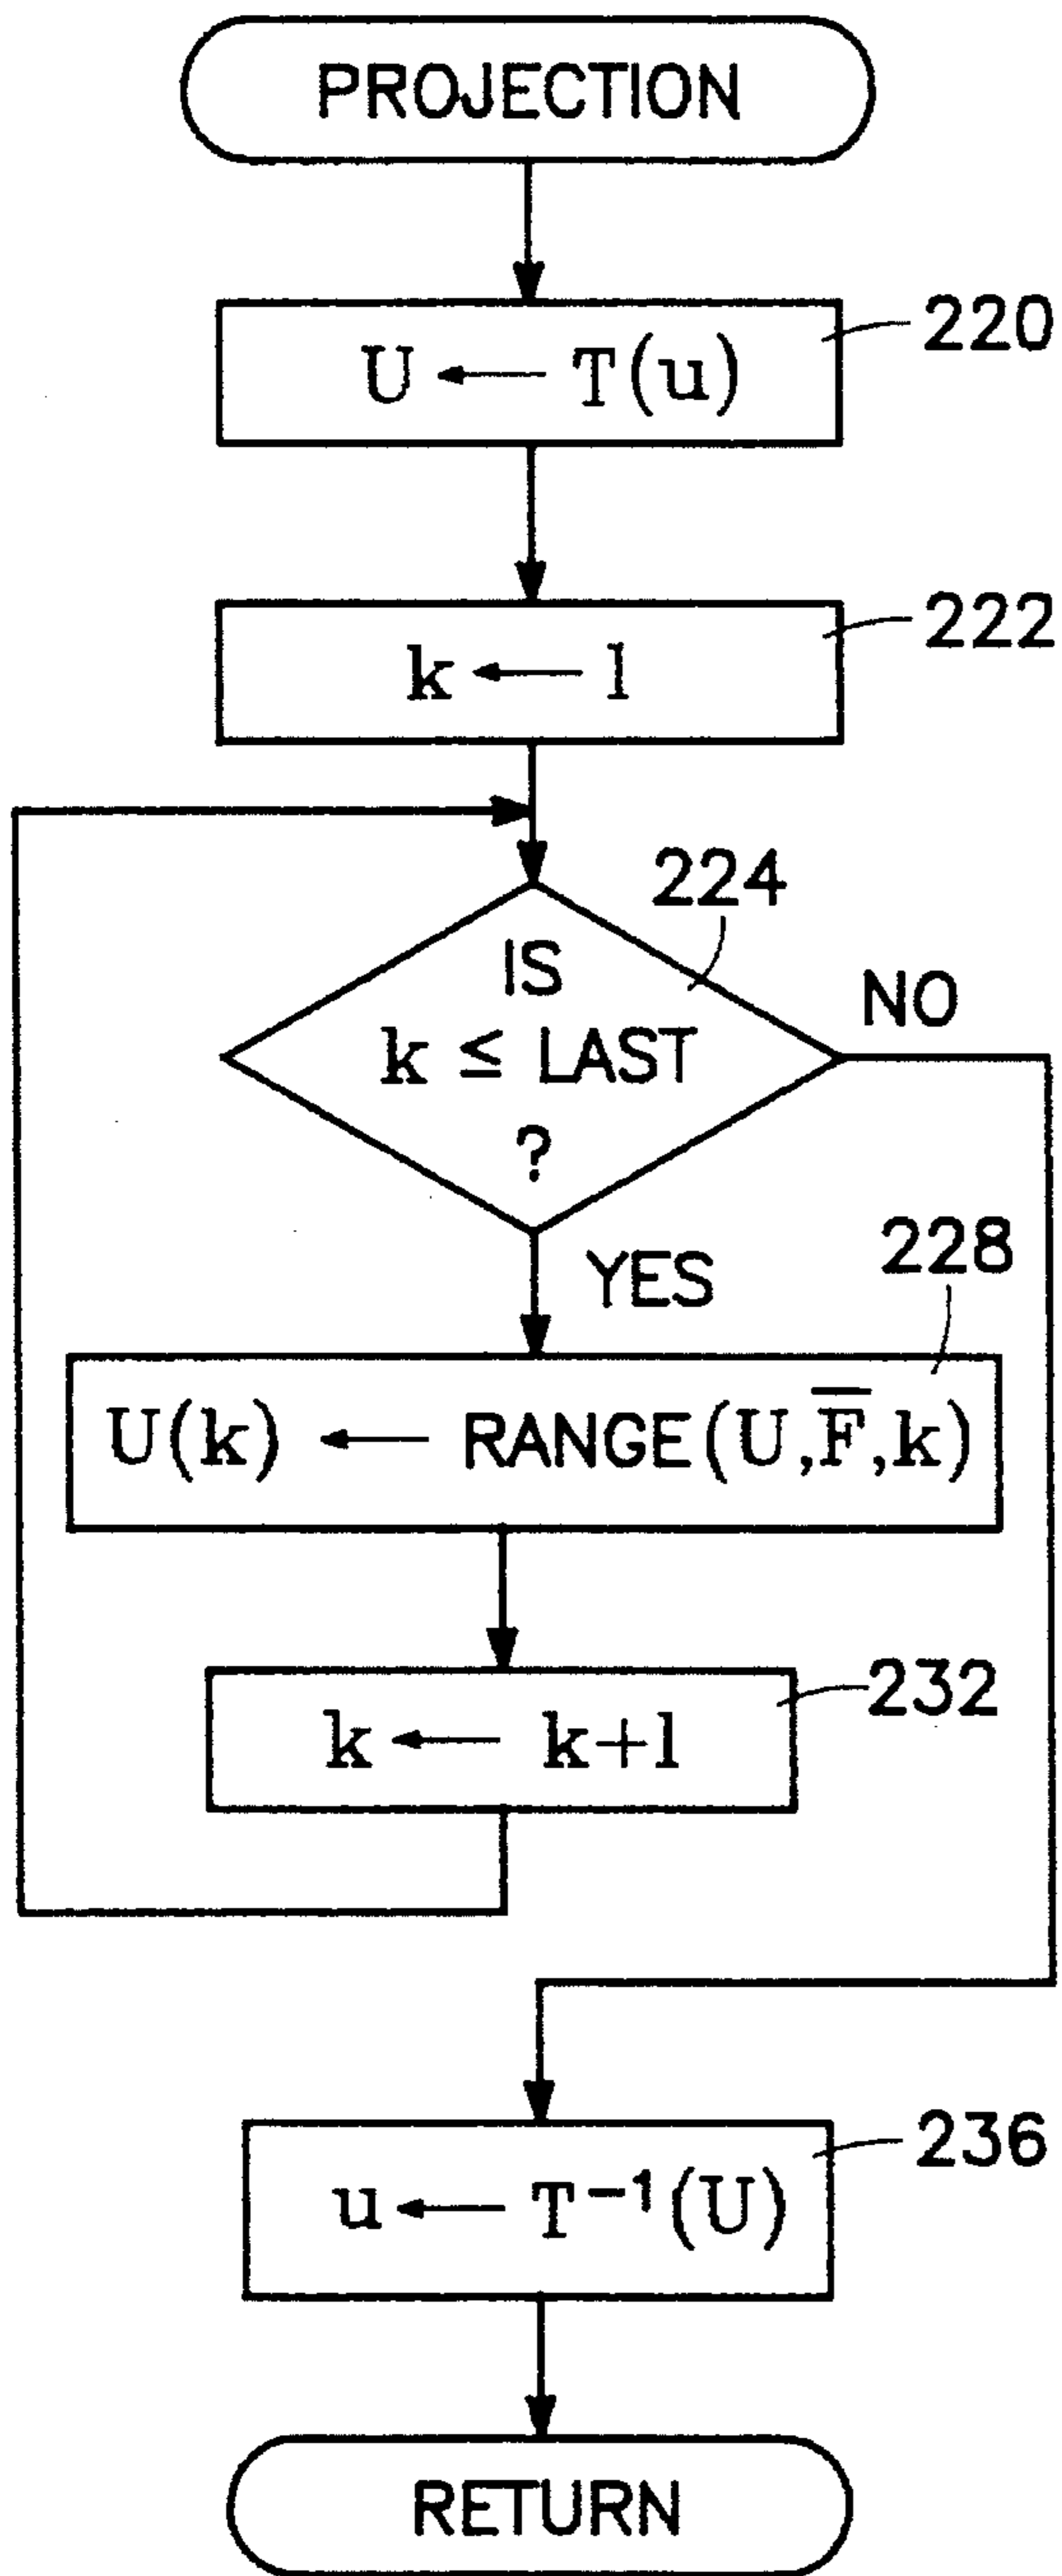 PROJECTION
220
U ← T(u)
222
k ← 1
224
IS
k ≤ LAST
?
NO
YES
228
U(k) ← RANGE(U,F̅,k)
232
k ← k+1
236
u ← T⁻¹(U)
RETURN